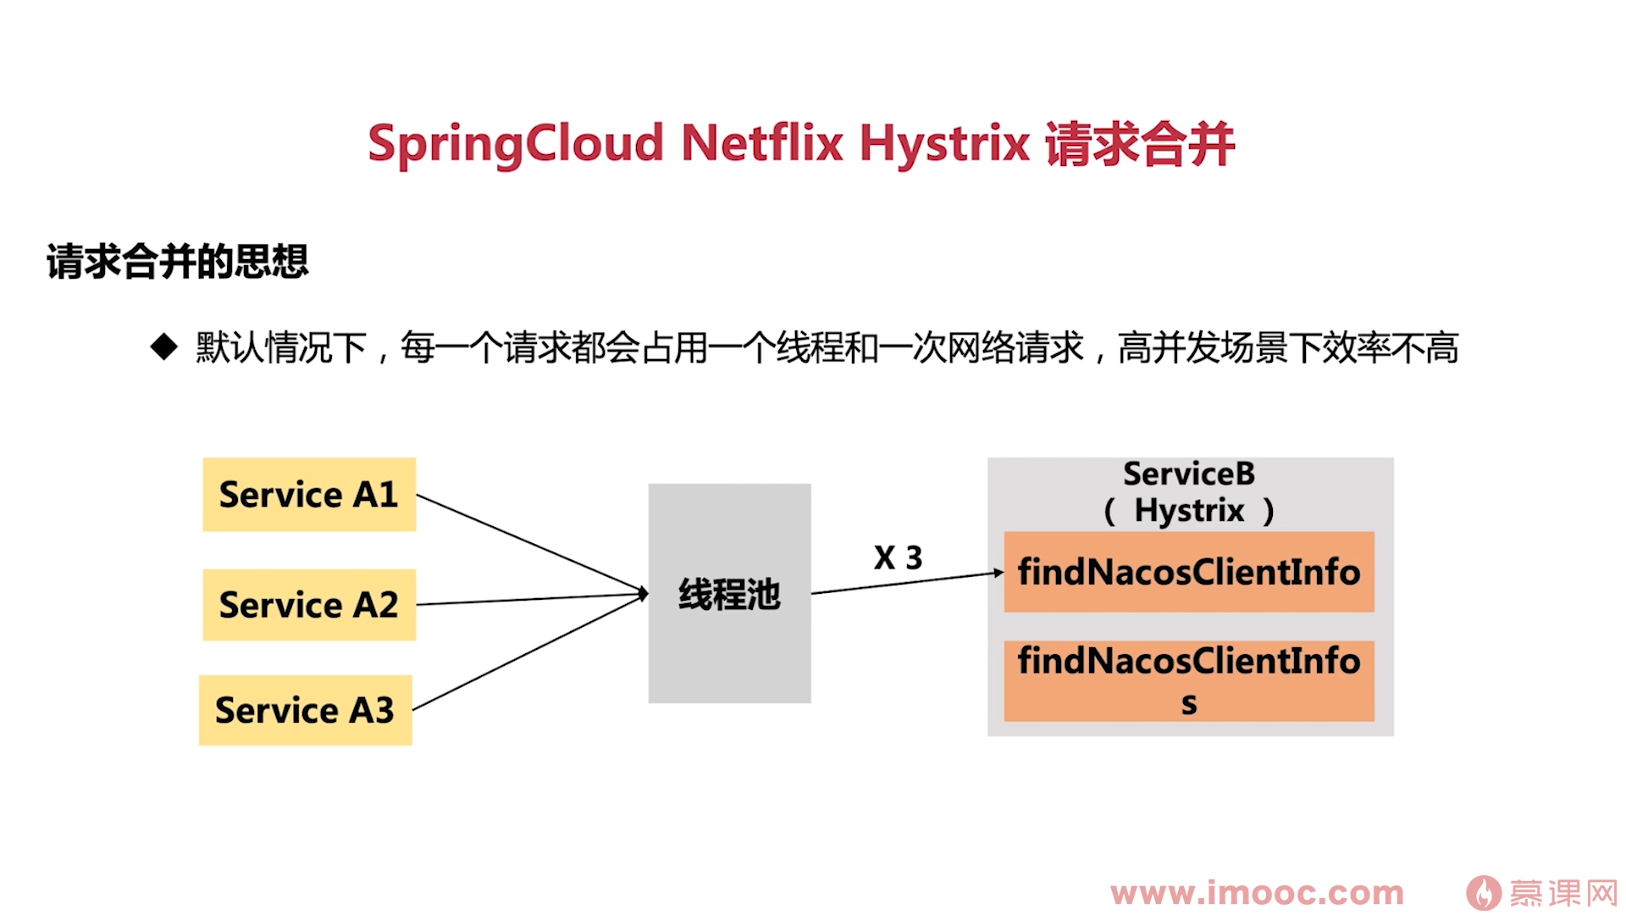 SpringCloud Netflix Hystrix 请求合并
请求合并的思想
◆ 默认情况下，每一个请求都会占用一个线程和一次网络请求，高并发场景下效率不高
Service A1
Service A2
Service A3
线程池
X 3
ServiceB
（ Hystrix ）
findNacosClientInfo
findNacosClientInfo
s
www.imooc.com
慕课网